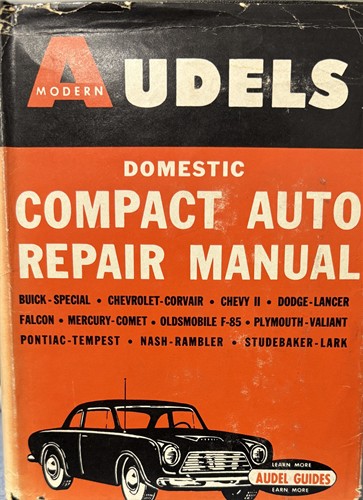 AUDELS
MODERN
DOMESTIC
COMPACT AUTO
REPAIR MANUAL
BUICK-SPECIAL • CHEVROLET-CORVAIR • CHEVY II • DODGE-LANCER
FALCON • MERCURY-COMET • OLDSMOBILE F-85 • PLYMOUTH-VALIANT
PONTIAC-TEMPEST • NASH-RAMBLER • STUDEBAKER-LARK
LEARN MORE
AUDEL GUIDES
EARN MORE